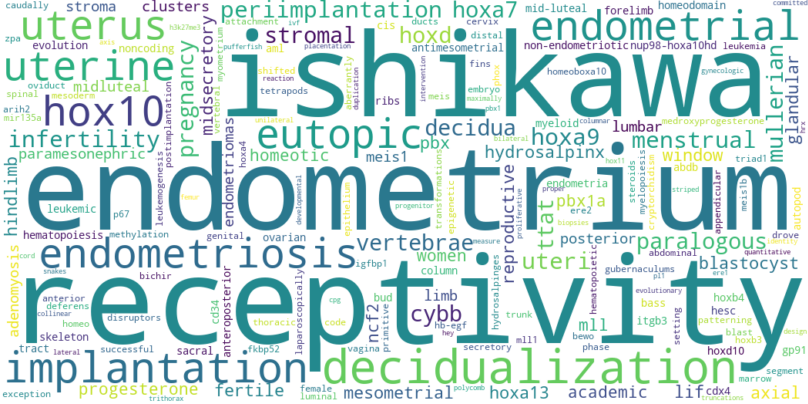 caudally
stroma
clusters
periimplantation
hoxa7
forelimb
homeodomain
committed
zpa
uterus
evolution
noncoding
attachment
ivf
ducts
cis
cervix
mid-luteal
endometrial
h3k27me3
pufferfish
placentation
stromal
hoxd
distal
fins
non-endometriotic
nup98-hoxa10hd
leukemia
uterine
pregnancy
midsecretory
aml
shifted
reaction
tetrapods
aberrantly
duplication
antimesometrial
intervention
phox
embryo
maximally
homeoboxa10
gynecologic
mullerian
glandular
prx
ishikawa
spinal
oviduct
mesoderm
midluteal
vertebral
myometrium
ribs
meis
pbx1
arih2
mir135a
hox10
postimplantation
eutopic
decidua
unilateral
bilateral
columnar
myeloid
medroxyprogesterone
infertility
paramesonephric
hoxa4
homeotic
meis1
pbx
hydrosalpinx
hoxa9
lumbar
menstrual
window
triad1
abdb
hox11
hindlimb
endometriomas
leukemogenesis
endometrium
developmental
epithelium
epigenetic
transformations
progenitor
reproductive
proper
proliferative
endometria
pbx1a
ere2
ttat
steroids
myelopoiesis
cryptorchidism
meis1b
striped
appendicular
autopod
leukemic
p67
femur
biopsies
hematopoiesis
methylation
genital
ovarian
vertebrae
posterior
paralogous
identity
adenomyosis
cord
snakes
endometriosis
igfbp1
women
column
uteri
gubernaculums
abdominal
measure
quantitative
blastocyst
bichir
anteroposterior
laparoscopically
hydrosalpinges
hematopoietic
pl1
ere1
evolutionary
receptivity
anterior
deferens
collinear
disruptors
cd34
thoracic
cpg
code
bud
primitive
limb
cybb
hb-egf
trunk
hesc
bass
hoxb4
patterning
homeo
skeleton
ncf2
mll
itgb3
setting
blast
hoxb3
gp91
tract
lateral
successful
sacral
fkbp52
hey
vagina
secretory
mll1
bewo
phase
hoxd10
marrow
design
segment
implantation
decidualization
exception
trithorax
progesterone
fertile
female
luminal
polycomb
mesometrial
hoxa13
academic
lif
cdx4
truncations
axial